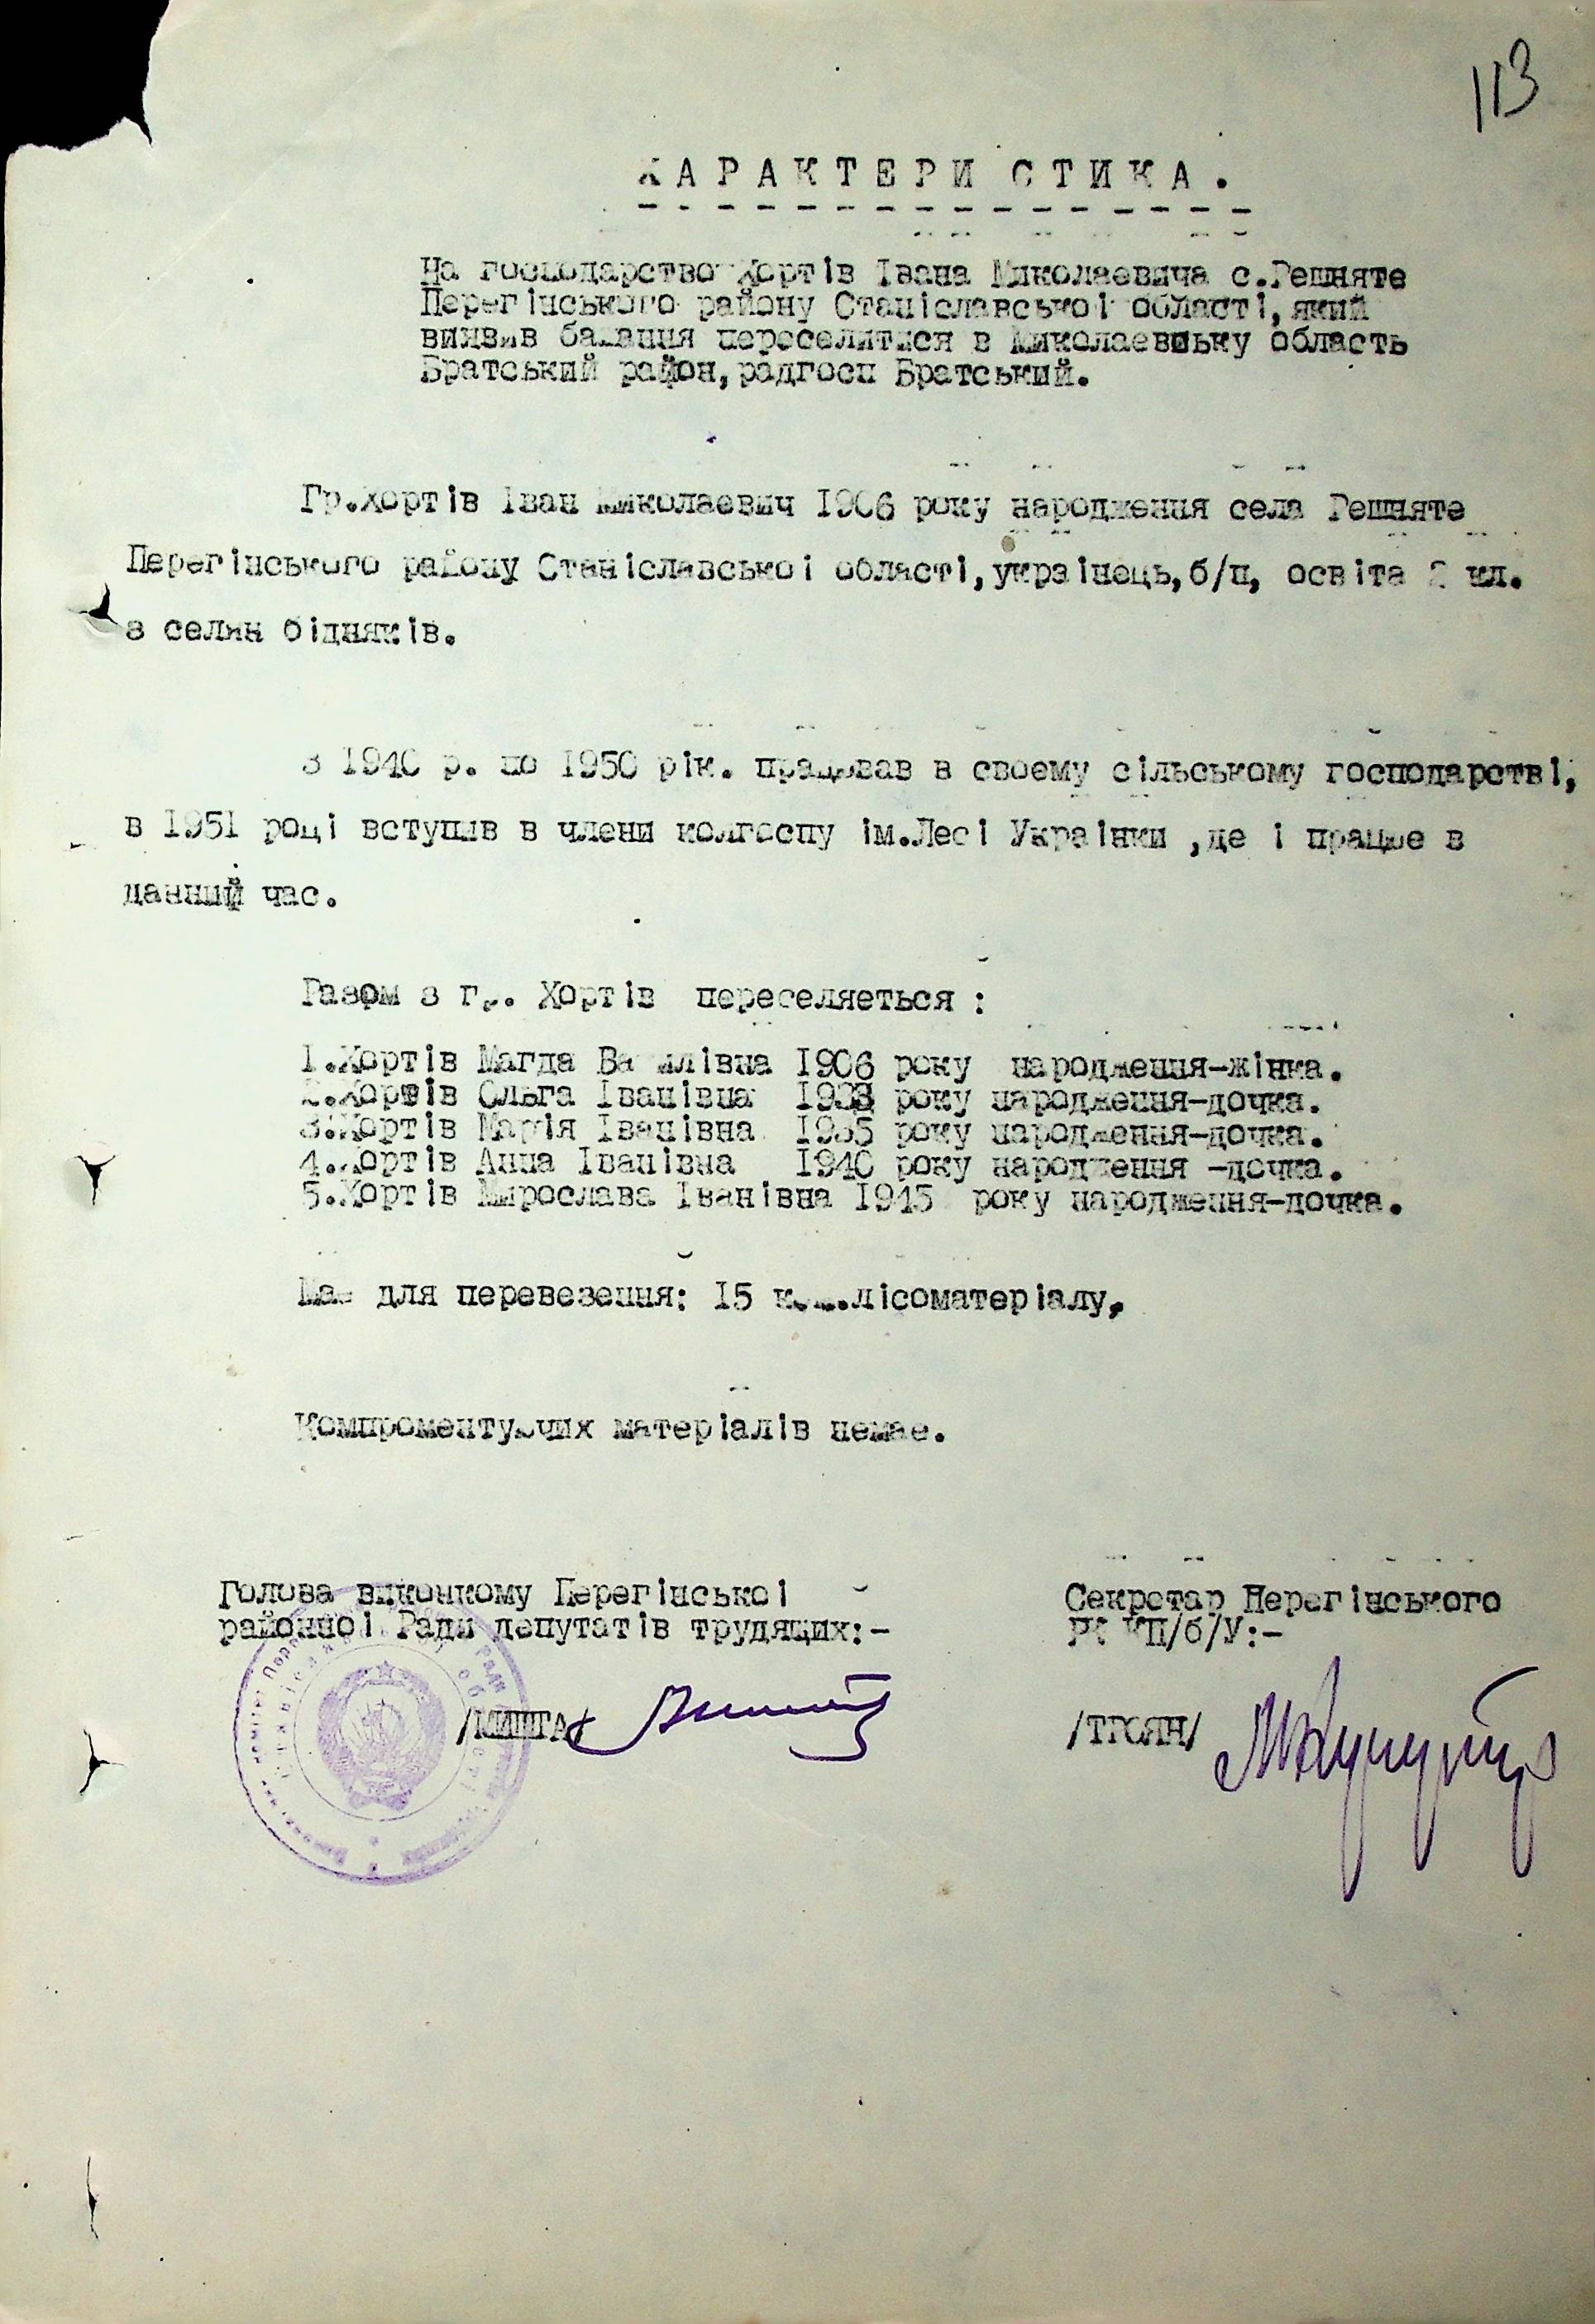 113
ХАРАКТЕРИСТИКА.
На господарство Хортів Івана Миколаевича с.Решняте
Перегінського району Станіславської області, який
виявив бажання переселитися в Миколаевську область
Братський район, радгосп Братський.
Гр.Хортів Іван Миколаевич 1906 року народження села Решняте
Перегінського району Станіславської області, українець, б/п, освіта 2 кл.
з селян бідняків.
З 1940 р. по 1950 рік. працював в своему сільському господарстві,
в 1951 році вступив в члени колгоспу ім.Лесі Українки ,де і працює в
данний час.
Разом з гр. Хортів переселяеться :
1.Хортів Магда Василівна 1906 року народження-жінка.
2.Хортів Ольга Іванівна 1933 року народження-дочка.
3.Хортів Марія Іванівна 1935 року народження-дочка.
4.Хортів Анна Іванівна 1940 року народження -дочка.
5.Хортів Мирослава Іванівна 1945 року народження-дочка.
Має для перевезення: 15 к.м.лісоматеріалу,
Компроментуючих матеріалів немае.
Голова виконкому Перегінської
районної Ради депутатів трудящих:-
/МИШТА/
Секретар Перегінського
РК КП/б/У:-
/ТРОЯН/